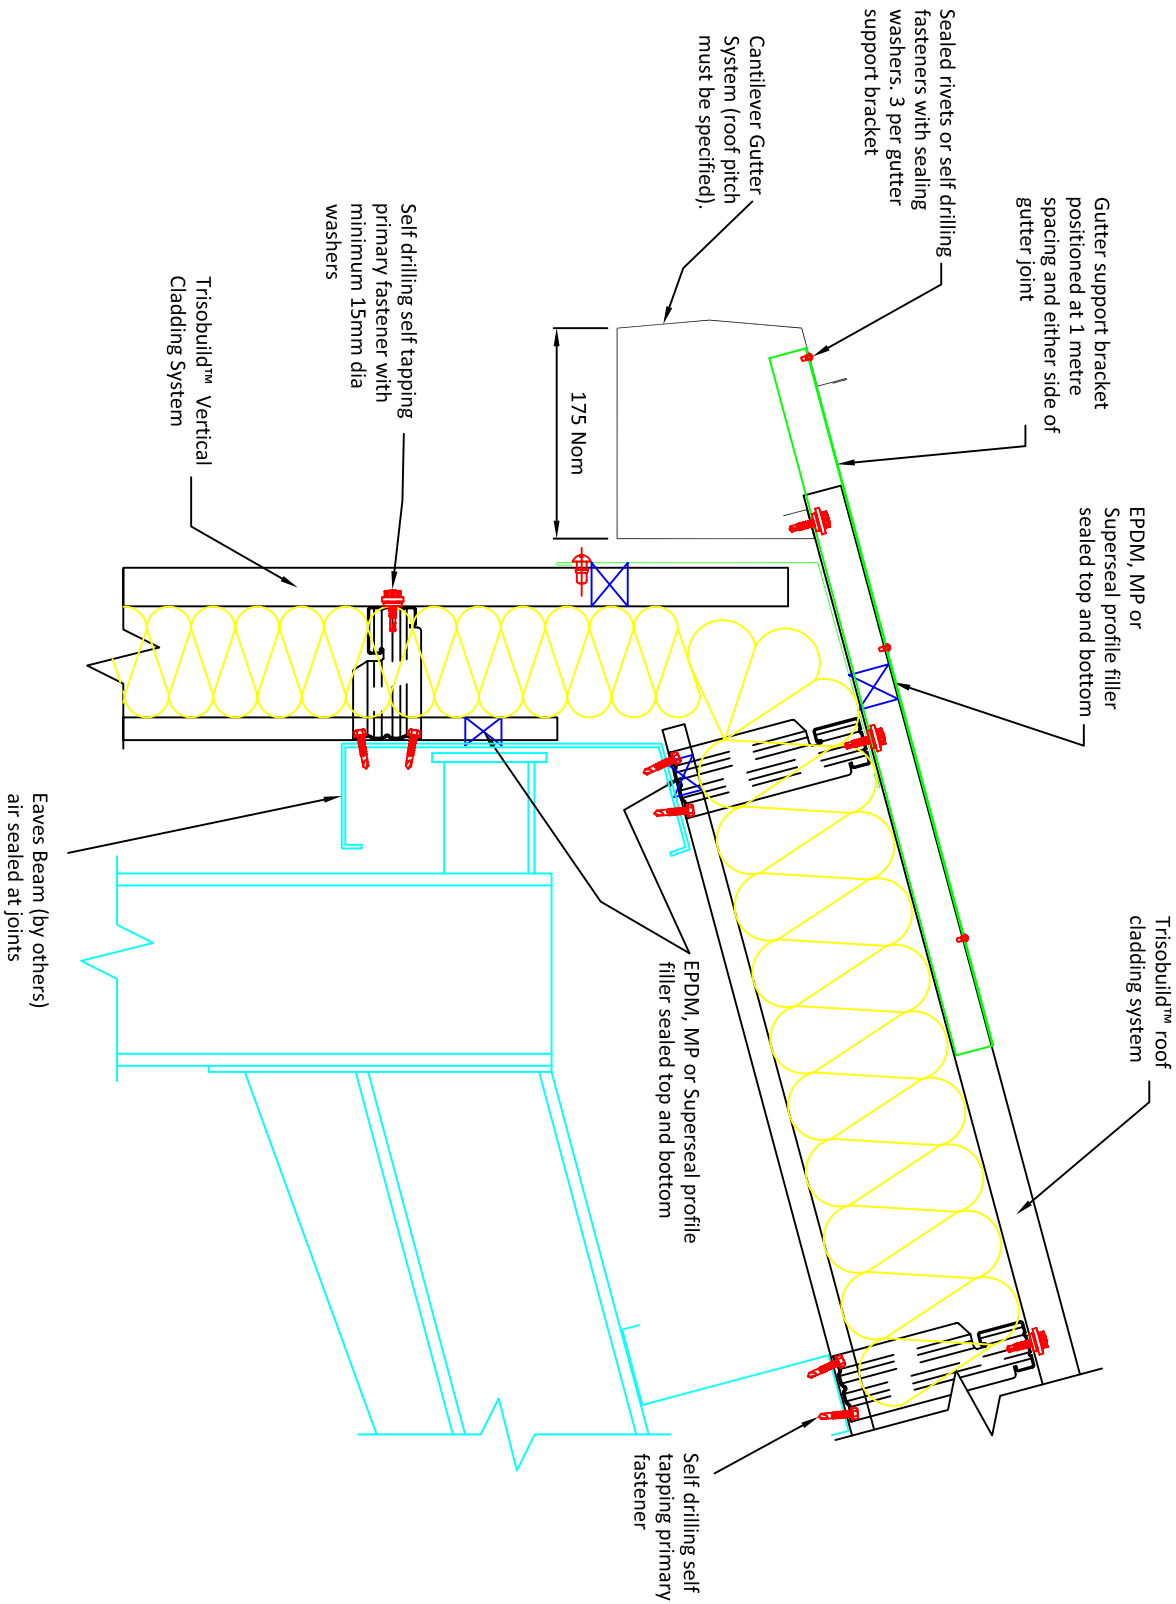 Sealed rivets or self drilling
fasteners with sealing
washers. 3 per gutter
support bracket
Gutter support bracket
positioned at 1 metre
spacing and either side of
gutter joint
EPDM, MP or
Superseal profile filler
sealed top and bottom
Trisobuild™ roof
cladding system
Cantilever Gutter
System (roof pitch
must be specified).
175 Nom
Self drilling self tapping
primary fastener with
minimum 15mm dia
washers
Trisobuild™ Vertical
Cladding System
EPDM, MP or Superseal profile
filler sealed top and bottom
Self drilling self
tapping primary
fastener
Eaves Beam (by others)
air sealed at joints